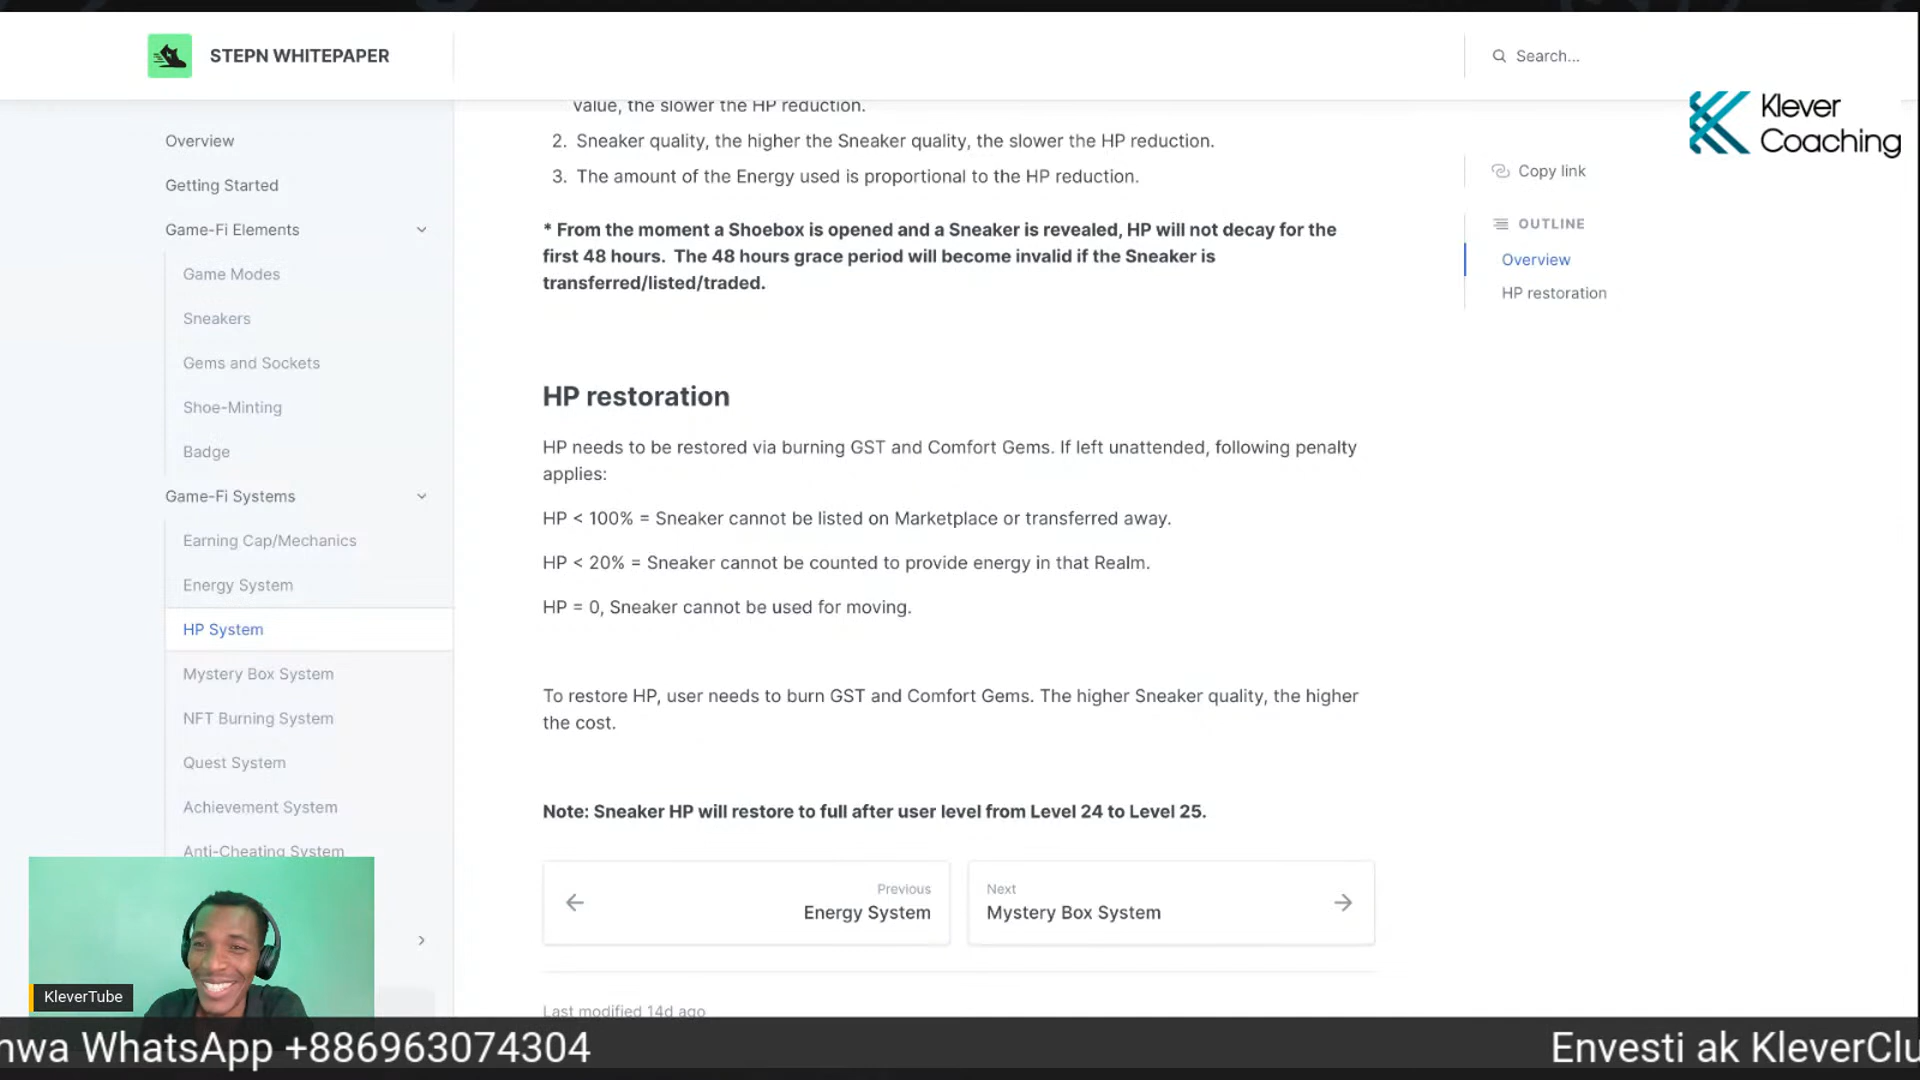 STEPN WHITEPAPER
Search...
Klever
Coaching
Overview
Getting Started
Game-Fi Elements
Game Modes
Sneakers
Gems and Sockets
Shoe-Minting
Badge
Game-Fi Systems
Earning Cap/Mechanics
Energy System
HP System
Mystery Box System
NFT Burning System
Quest System
Achievement System
Anti-Cheating System
value, the slower the HP reduction.
2. Sneaker quality, the higher the Sneaker quality, the slower the HP reduction.
3. The amount of the Energy used is proportional to the HP reduction.
* From the moment a Shoebox is opened and a Sneaker is revealed, HP will not decay for the
first 48 hours. The 48 hours grace period will become invalid if the Sneaker is
transferred/listed/traded.
HP restoration
HP needs to be restored via burning GST and Comfort Gems. If left unattended, following penalty
applies:
HP < 100% = Sneaker cannot be listed on Marketplace or transferred away.
HP < 20% = Sneaker cannot be counted to provide energy in that Realm.
HP = 0, Sneaker cannot be used for moving.
To restore HP, user needs to burn GST and Comfort Gems. The higher Sneaker quality, the higher
the cost.
Note: Sneaker HP will restore to full after user level from Level 24 to Level 25.
Previous
Energy System
Next
Mystery Box System
Last modified 14d ago
Copy link
OUTLINE
Overview
HP restoration
KleverTube
nwa WhatsApp +886963074304
Envesti ak KleverClu